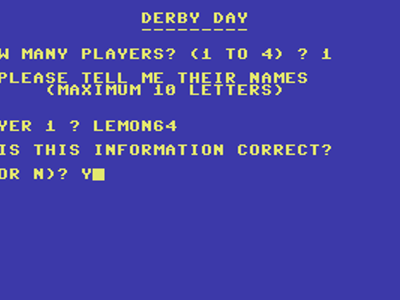 DERBY DAY
W MANY PLAYERS? (1 TO 4) ? 1
PLEASE TELL ME THEIR NAMES
(MAXIMUM 10 LETTERS)
YER 1 ? LEMON64
IS THIS INFORMATION CORRECT?
OR N)? Y